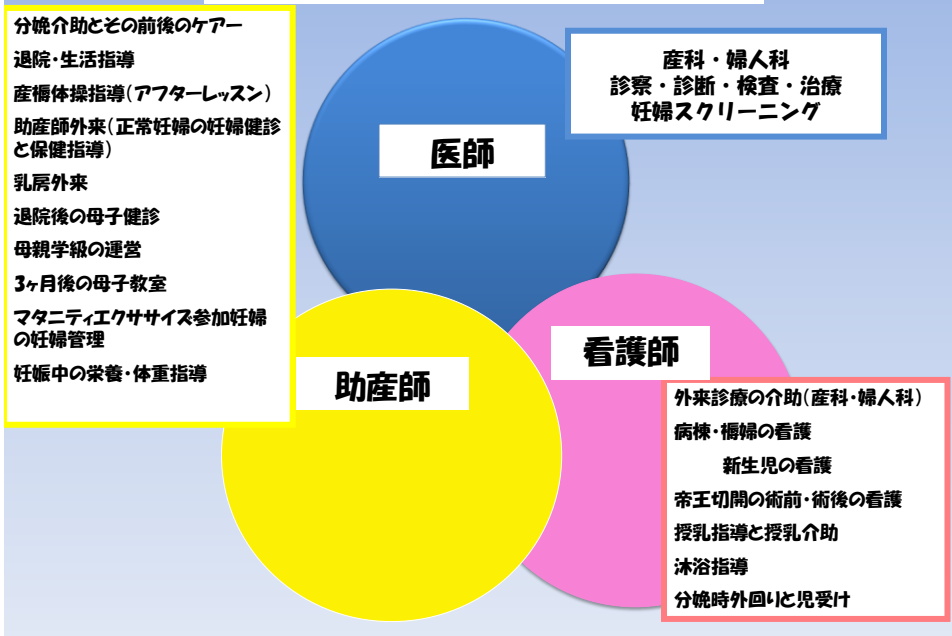 分娩介助とその前後のケアー
退院・生活指導
産褥体操指導(アフターレッスン)
助産師外来(正常妊婦の妊婦健診
と保健指導)
乳房外来
退院後の母子健診
母親学級の運営
3ヶ月後の母子教室
マタニティエクササイズ参加妊婦
の妊婦管理
妊娠中の栄養・体重指導
産科・婦人科
診察・診断・検査・治療
妊婦スクリーニング
医師
助産師
看護師
外来診療の介助(産科・婦人科)
病棟・褥婦の看護
新生児の看護
帝王切開の術前・術後の看護
授乳指導と授乳介助
沐浴指導
分娩時外回りと児受け